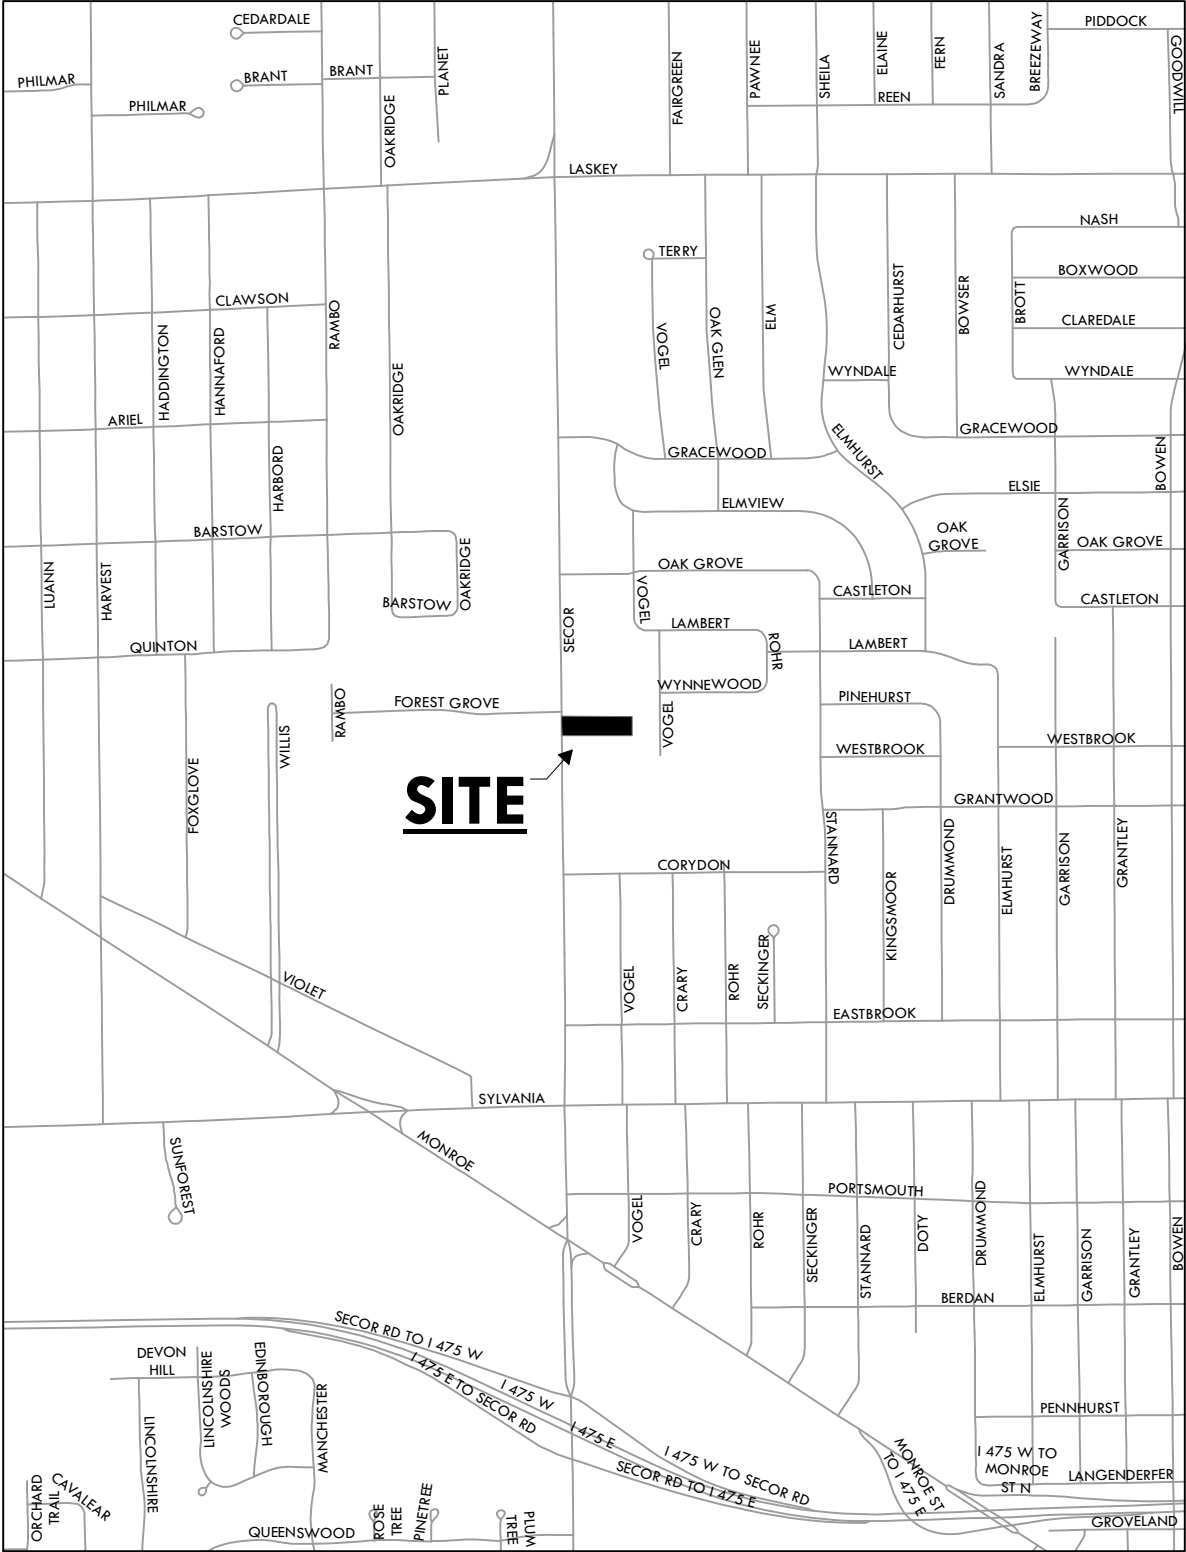 CEDARDALE
PIDDOCK
PHILMAR
BRANT
BRANT
PLANET
FAIRGREEN
PAWNEE
SHEILA
ELAINE
FERN
SANDRA
BREEZEWAY
GOODWILL
REEN
PHILMAR
OAKRIDGE
LASKEY
NASH
TERRY
BOXWOOD
CLAWSON
RAMBO
VOGEL
OAK GLEN
ELM
CEDARHURST
BOWSER
BROTT
CLAREDALE
HADDINGTON
HANNAFORD
OAKRIDGE
WYNDALE
WYNDALE
ARIEL
GRACEWOOD
GRACEWOOD
ELMHURST
BOWEN
HARBORD
ELSIE
ELMVIEW
BARSTOW
OAK
GROVE
GARRISON
OAK GROVE
LUANN
HARVEST
OAKRIDGE
BARSTOW
OAK GROVE
VOGEL
CASTLETON
CASTLETON
SECOR
LAMBERT
ROHR
LAMBERT
QUINTON
WYNNEWOOD
RAMBO
FOREST GROVE
PINEHURST
VOGEL
WILLIS
WESTBROOK
WESTBROOK
FOXGLOVE
SITE
GRANTWOOD
STANNARD
CORYDON
KINGSMOOR
DRUMMOND
ELMHURST
GARRISON
GRANTLEY
VOGEL
CRARY
ROHR
SECKINGER
VIOLET
EASTBROOK
SYLVANIA
MONROE
SUNFOREST
PORTSMOUTH
VOGEL
CRARY
ROHR
SECKINGER
STANNARD
DOTY
DRUMMOND
ELMHURST
GARRISON
GRANTLEY
BOWEN
BERDAN
SECOR RD TO I 475 W
DEVON
HILL
LINCOLNSHIRE
WOODS
EDINBOROUGH
MANCHESTER
I 475 E TO SECOR RD
I 475 W
I 475 E
LINCOLNSHIRE
PENNHURST
I 475 W TO SECOR RD
SECOR RD TO I 475 E
MONROE ST
TO I 475 E
I 475 W TO
MONROE
ST N
LANGENDERFER
ORCHARD
TRAIL
CAVALEAR
QUEENSWOOD
ROSE
TREE
PINETREE
PLUM
TREE
GROVELAND